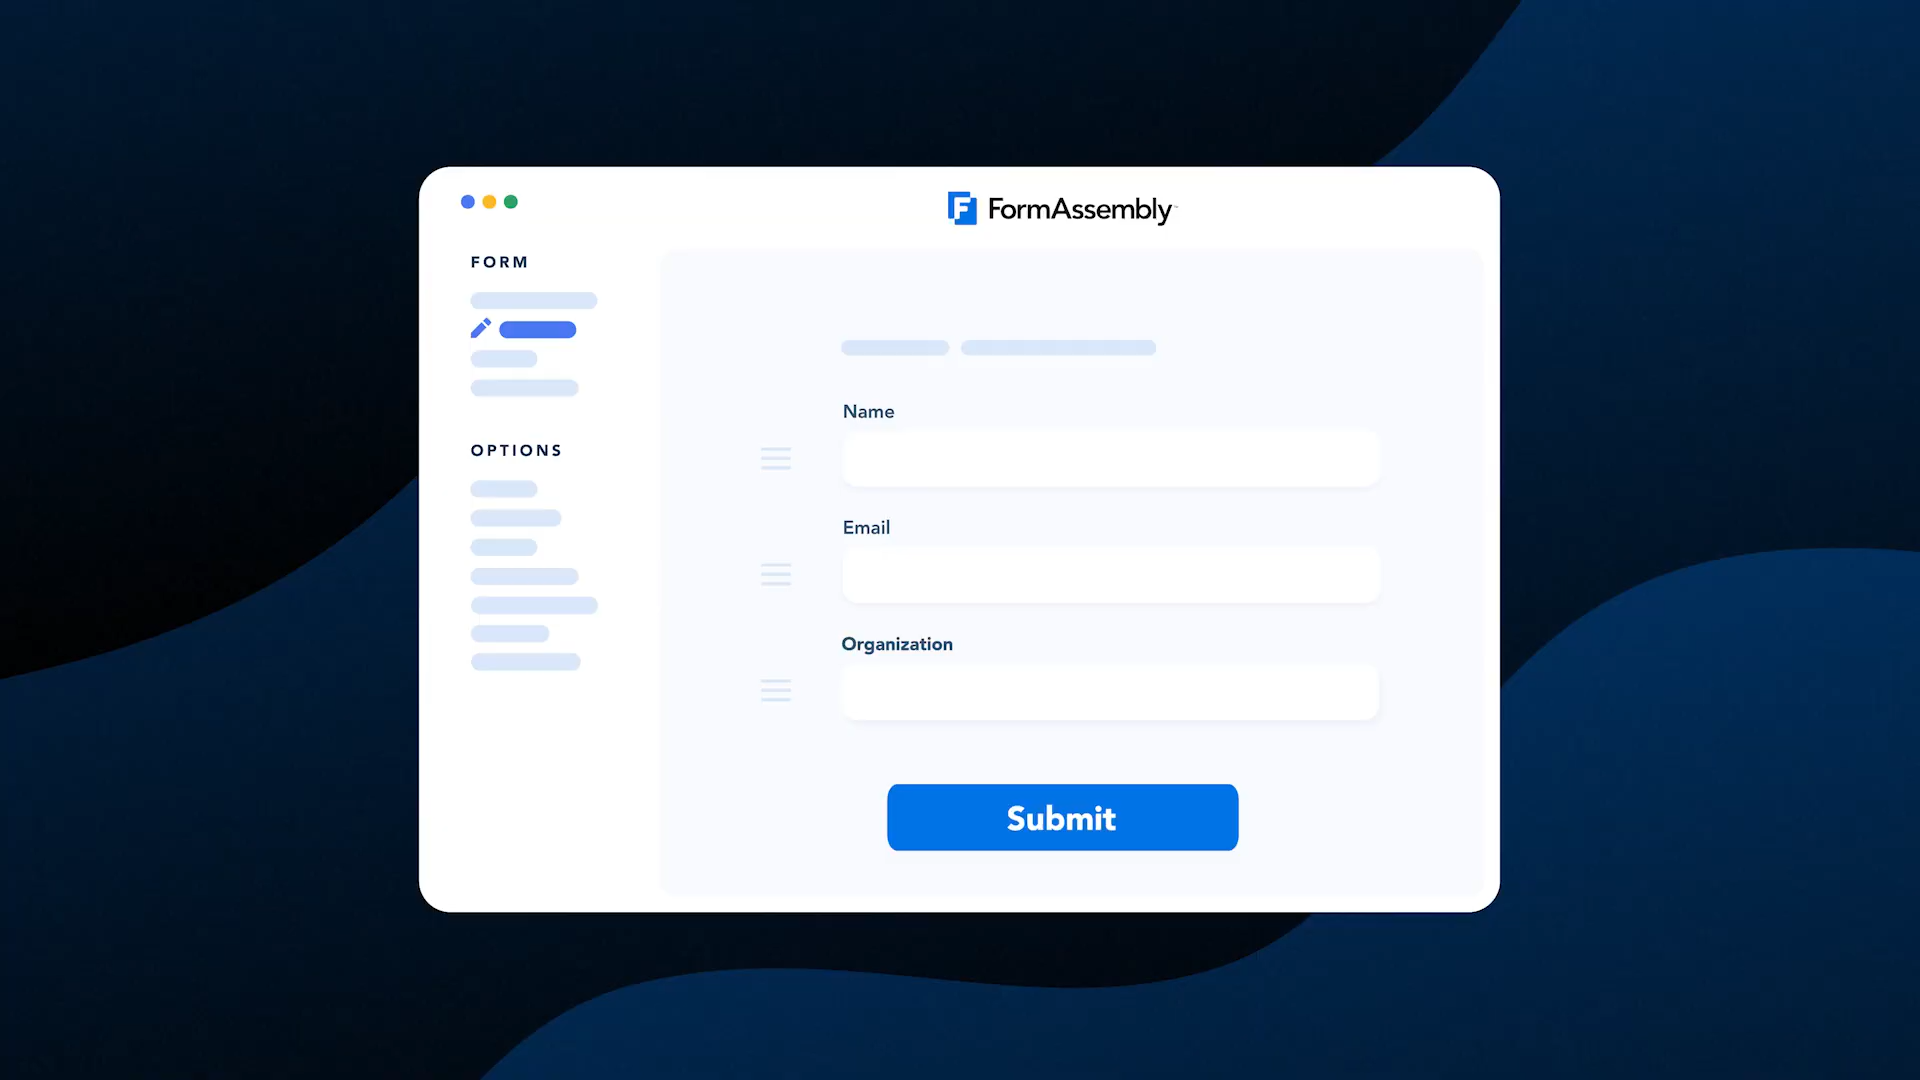 FormAssembly
FORM
OPTIONS
Name
Email
Organization
Submit